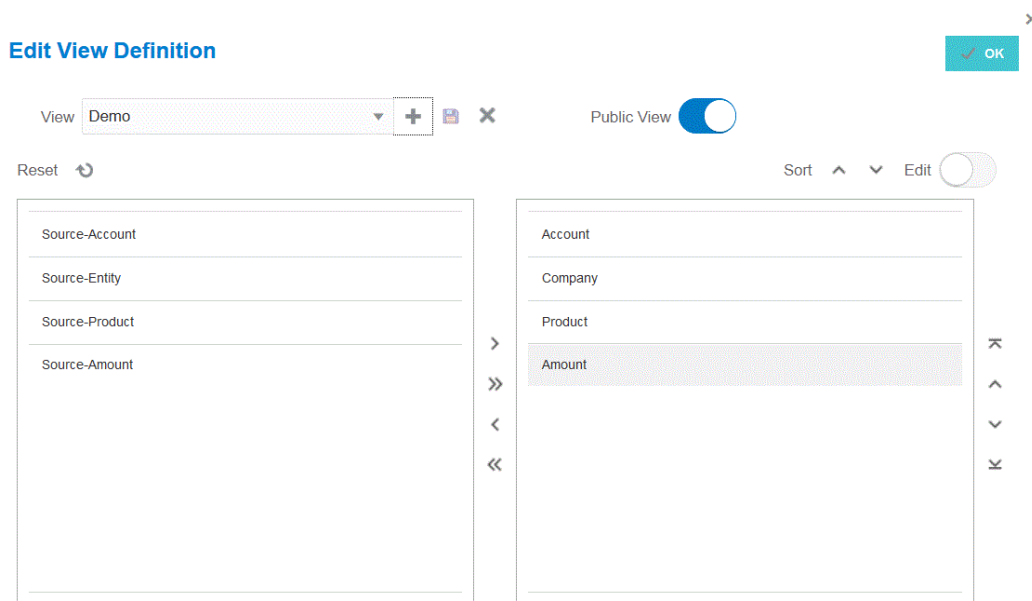 Edit View Definition
OK
View Demo
Public View
Reset
Sort
Edit
Source-Account
Source-Entity
Source-Product
Source-Amount
Account
Company
Product
Amount